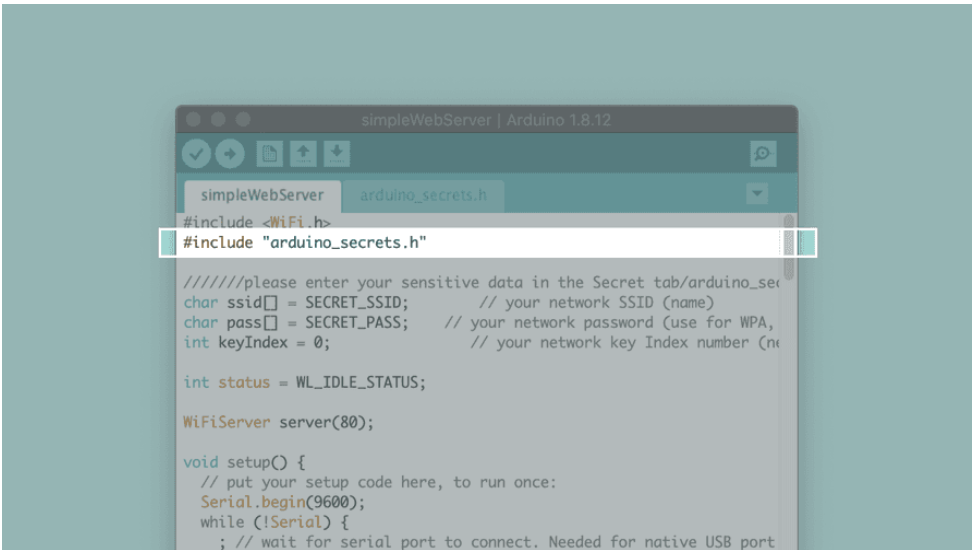 simpleWebServer | Arduino 1.8.12
simpleWebServer arduino_secrets.h
#include <WiFi.h>
#include "arduino_secrets.h"
///////please enter your sensitive data in the Secret tab/arduino_sec
char ssid[] = SECRET_SSID; // your network SSID (name)
char pass[] = SECRET_PASS; // your network password (use for WPA,
int keyIndex = 0; // your network key Index number (ne
int status = WL_IDLE_STATUS;
WiFiServer server(80);
void setup() {
// put your setup code here, to run once:
Serial.begin(9600);
while (!Serial) {
; // wait for serial port to connect. Needed for native USB port